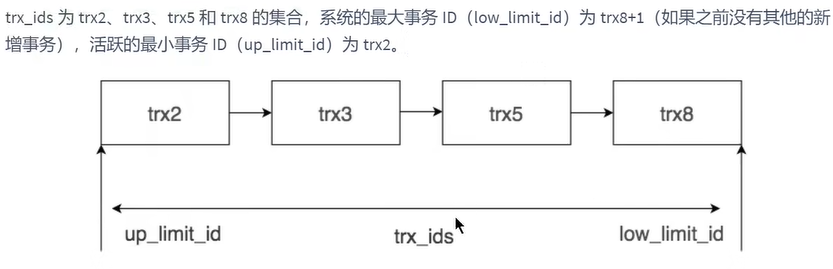 trx_ids 为 trx2、trx3、trx5 和 trx8 的集合，系统的最大事务 ID（low_limit_id）为 trx8+1（如果之前没有其他的新
增事务），活跃的最小事务 ID（up_limit_id）为 trx2。
trx2
trx3
trx5
trx8
up_limit_id
trx_ids
low_limit_id